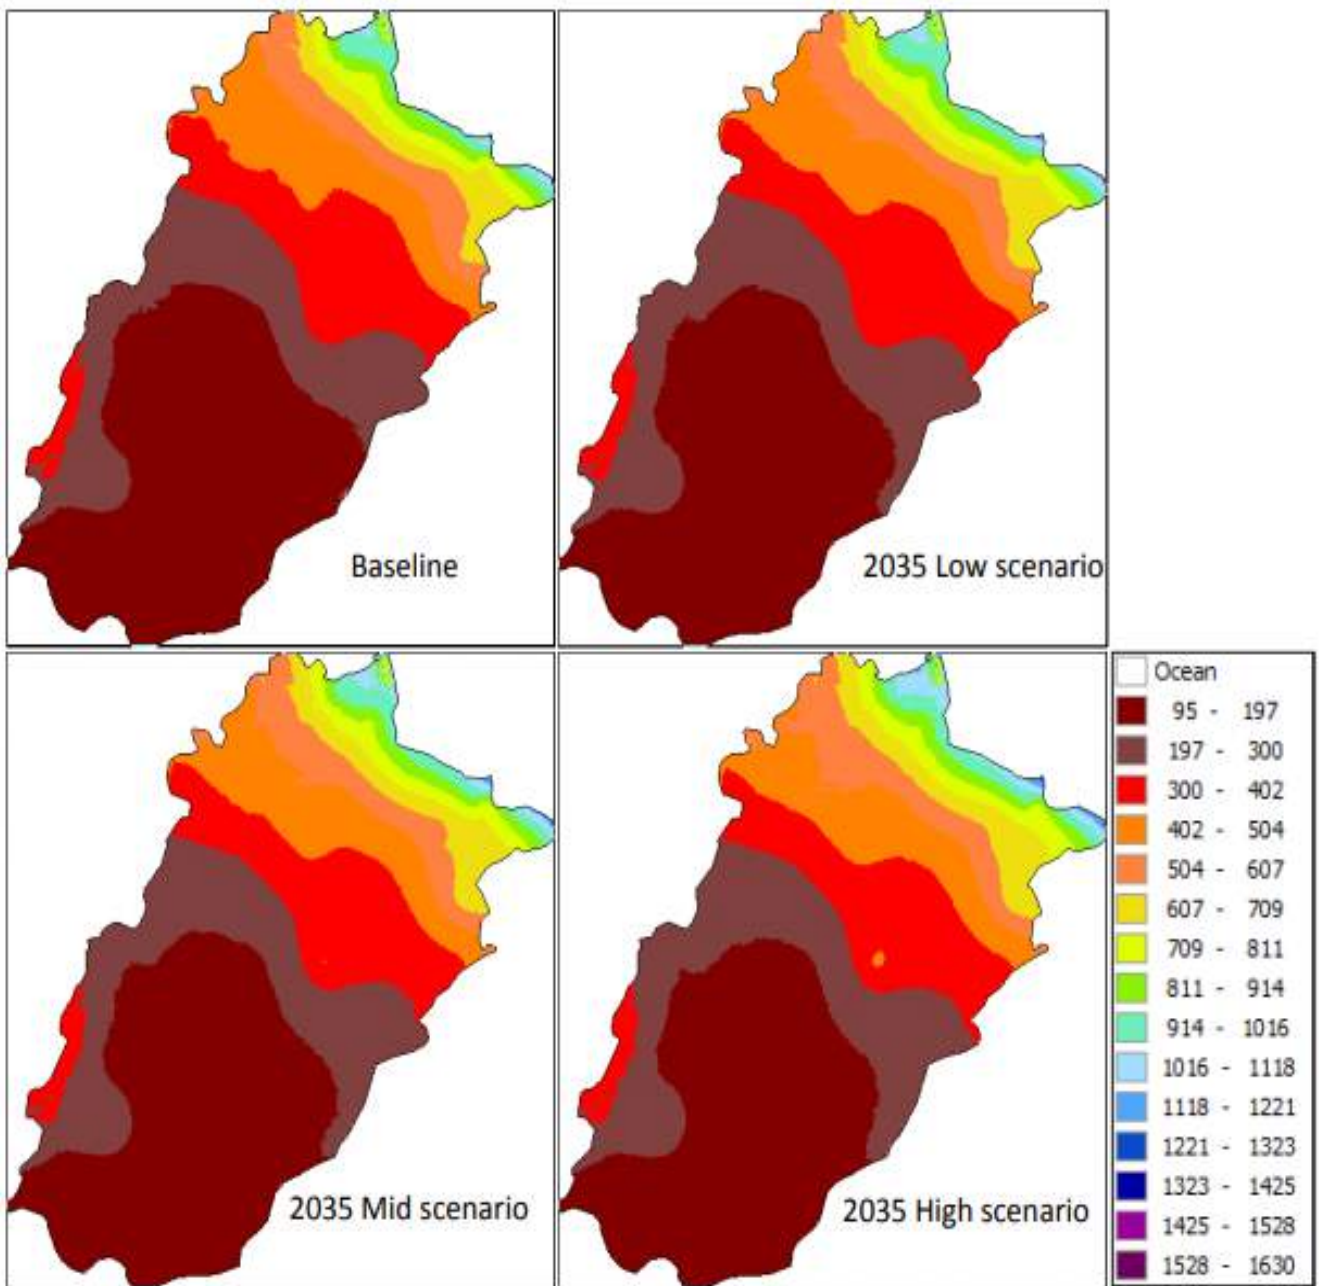 Baseline
2035 Low scenario
2035 Mid scenario
2035 High scenario
Ocean
95 - 197
197 - 300
300 - 402
402 - 504
504 - 607
607 - 709
709 - 811
811 - 914
914 - 1016
1016 - 1118
1118 - 1221
1221 - 1323
1323 - 1425
1425 - 1528
1528 - 1630